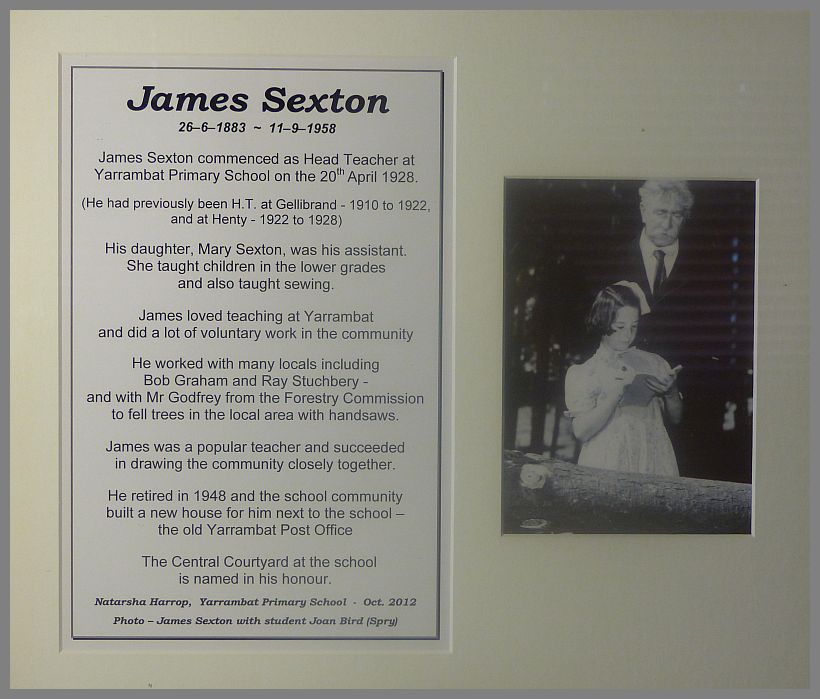 James Sexton
26–6–1883 ~ 11–9–1958
James Sexton commenced as Head Teacher at
Yarrambat Primary School on the 20th April 1928.
(He had previously been H.T. at Gellibrand - 1910 to 1922,
and at Henty - 1922 to 1928)
His daughter, Mary Sexton, was his assistant.
She taught children in the lower grades
and also taught sewing.
James loved teaching at Yarrambat
and did a lot of voluntary work in the community
He worked with many locals including
Bob Graham and Ray Stuchbery -
and with Mr Godfrey from the Forestry Commission
to fell trees in the local area with handsaws.
James was a popular teacher and succeeded
in drawing the community closely together.
He retired in 1948 and the school community
built a new house for him next to the school –
the old Yarrambat Post Office
The Central Courtyard at the school
is named in his honour.
Natarsha Harrop, Yarrambat Primary School - Oct. 2012
Photo – James Sexton with student Joan Bird (Spry)